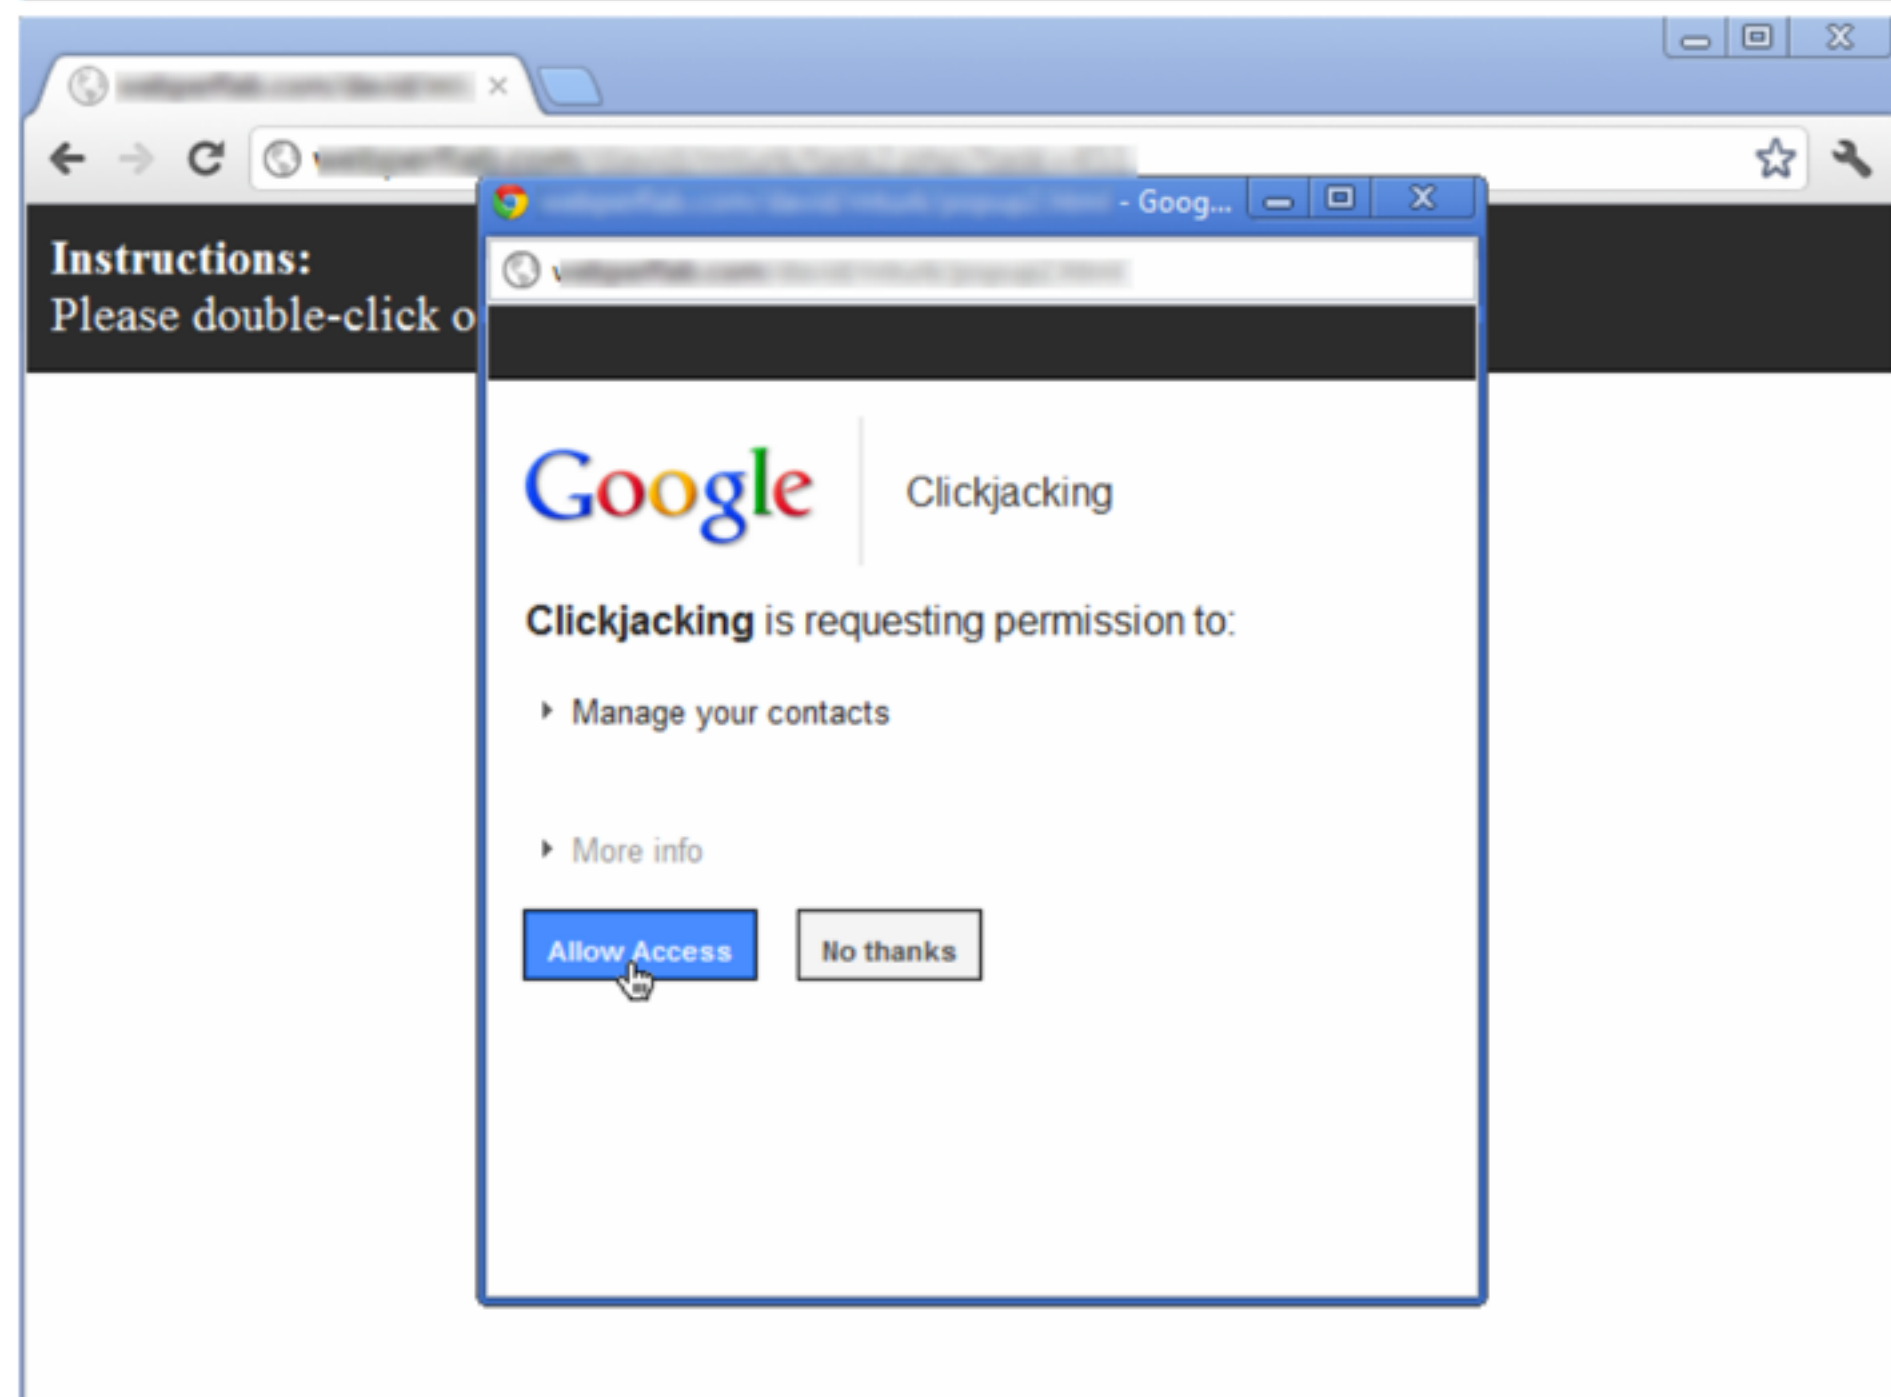 - Goog...
Instructions:
Please double-click o
Google
Clickjacking
Clickjacking is requesting permission to:
Manage your contacts
More info
Allow Access
No thanks